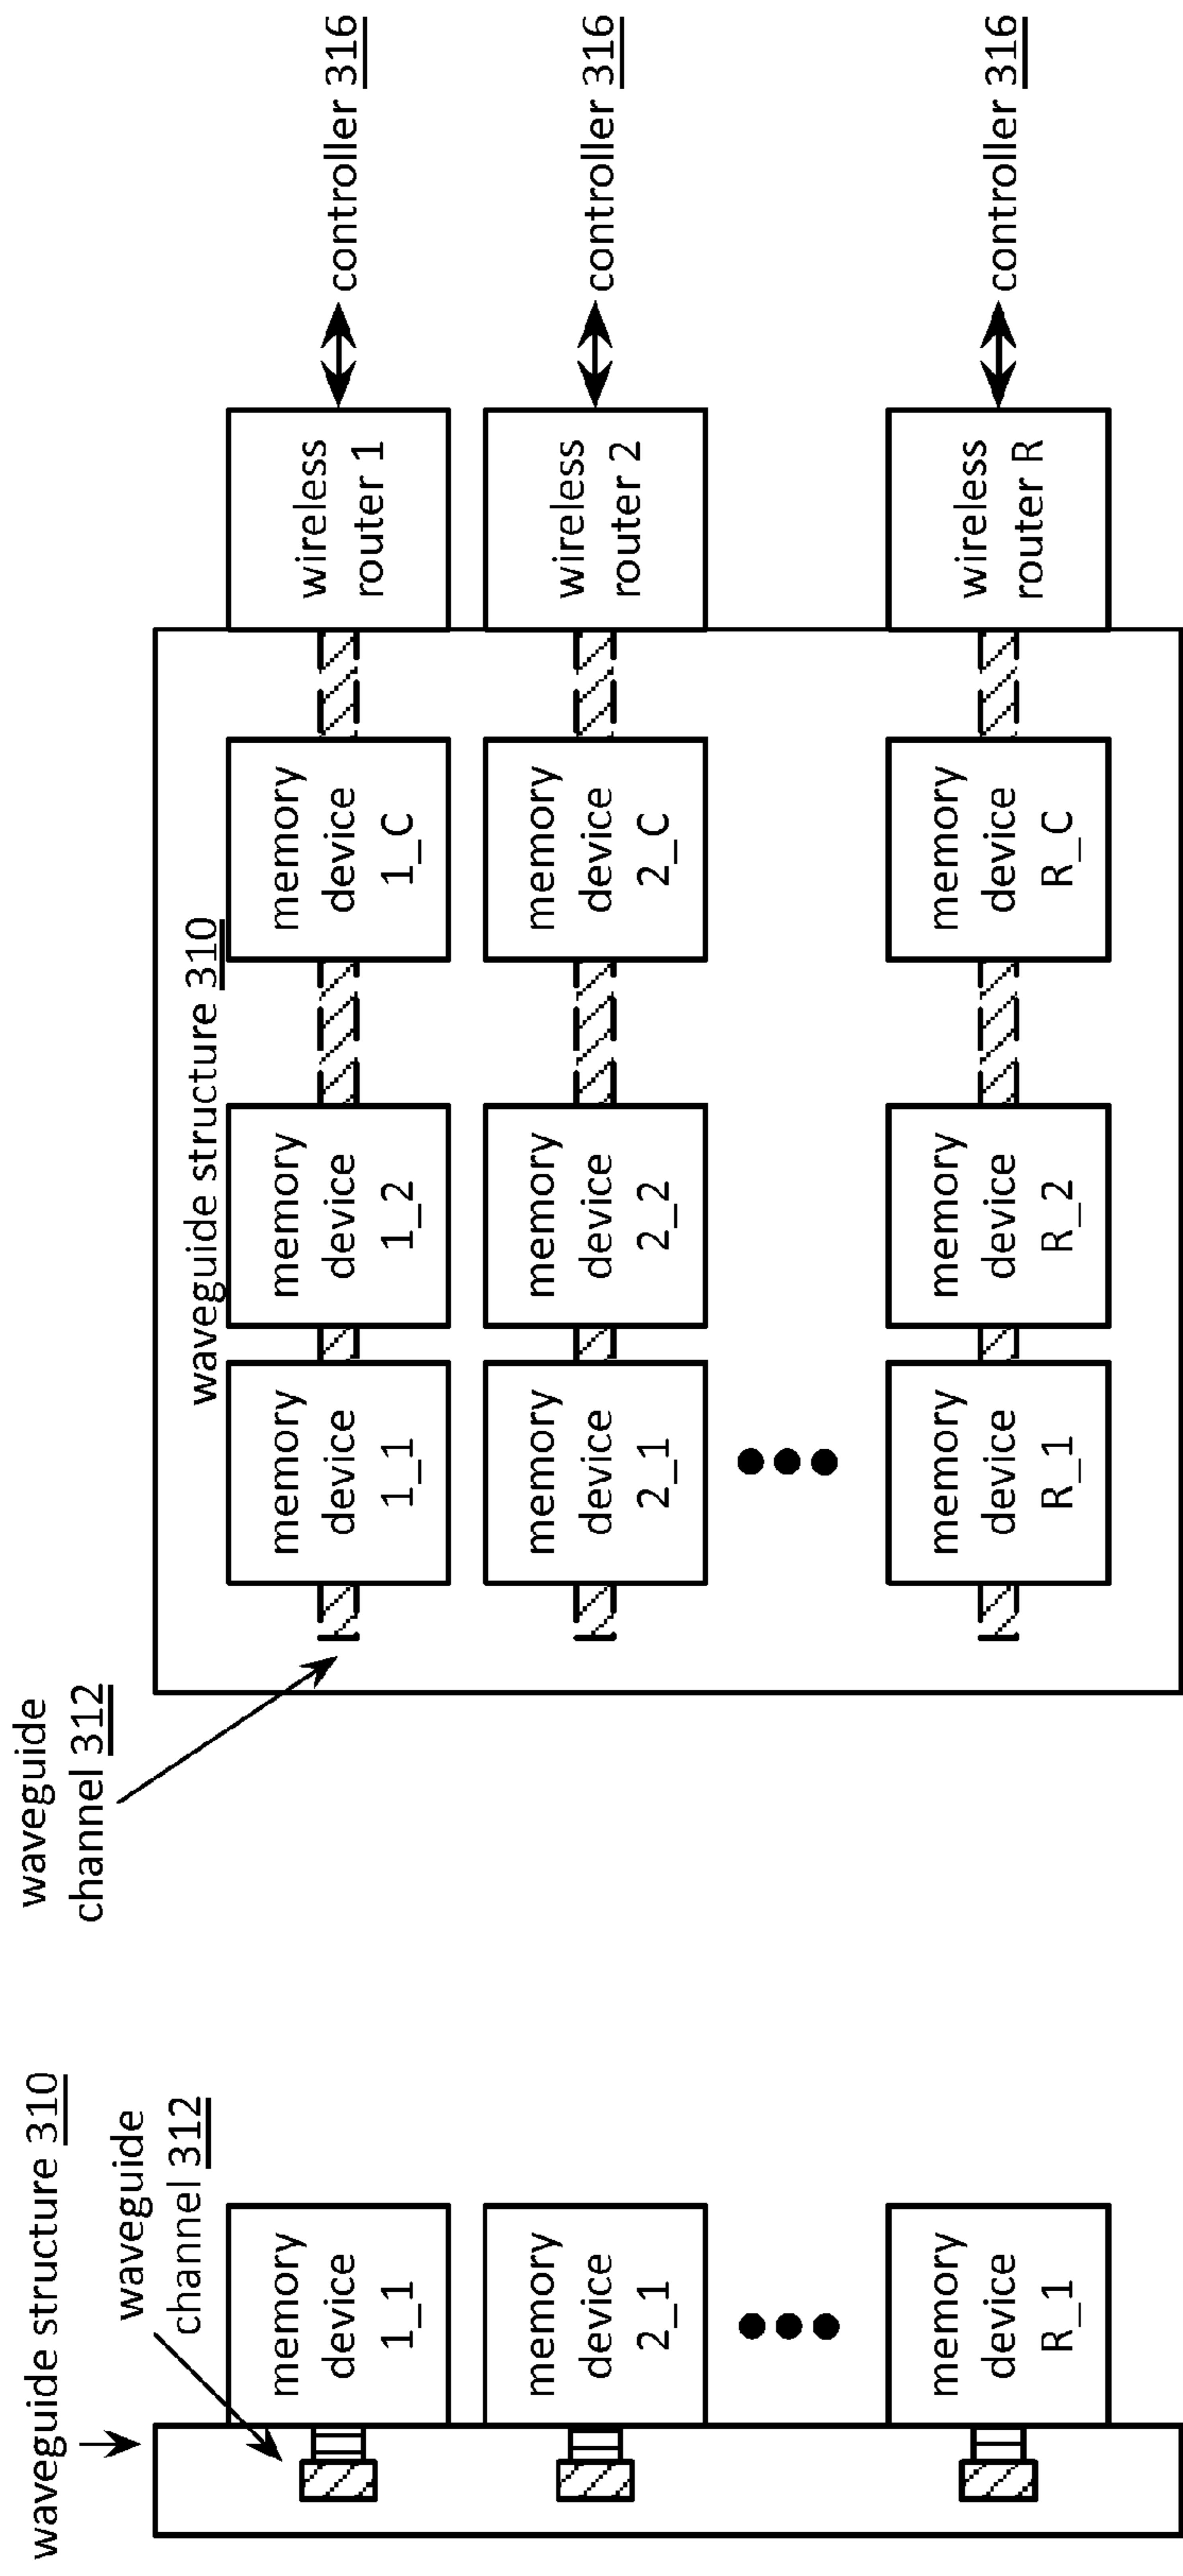 waveguide structure 310
waveguide
channel 312
memory
device
1_1
memory
device
2_1
memory
device
R_1
waveguide
channel 312
waveguide structure 310
memory
device
1_1
memory
device
1_2
memory
device
1_C
wireless
router 1
controller 316
memory
device
2_1
memory
device
2_2
memory
device
2_C
wireless
router 2
controller 316
memory
device
R_1
memory
device
R_2
memory
device
R_C
wireless
router R
controller 316